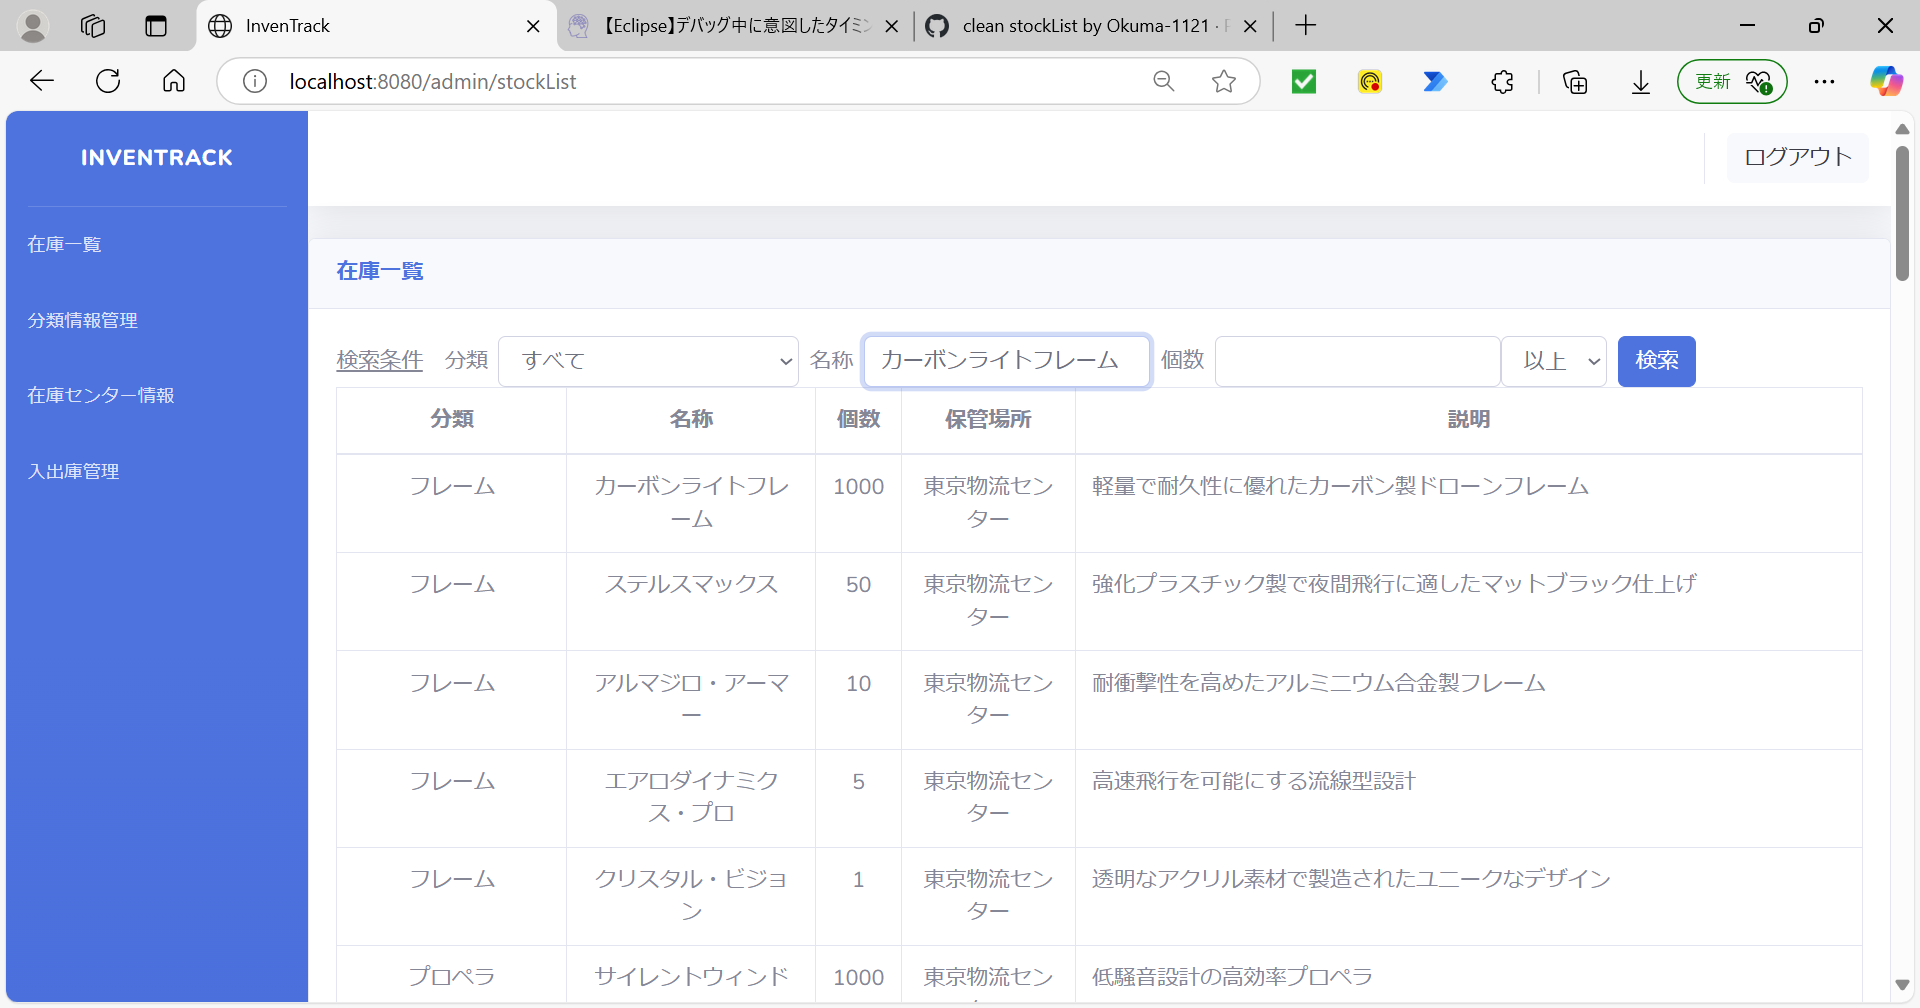 InvenTrack
【Eclipse】デバッグ中に意図したタイミン
clean stockList by Okuma-1121 ·
localhost:8080/admin/stockList
更新
INVENTRACK
ログアウト
在庫一覧
分類情報管理
在庫センター情報
入出庫管理
在庫一覧
検索条件 分類 すべて 名称 カーボンライトフレーム 個数 以上 検索
分類 名称 個数 保管場所 説明
フレーム カーボンライトフレ 1000 東京物流セン 軽量で耐久性に優れたカーボン製ドローンフレーム
ーム ター
フレーム ステルスマックス 50 東京物流セン 強化プラスチック製で夜間飛行に適したマットブラック仕上げ
ター
フレーム アルマジロ・アーマ 10 東京物流セン 耐衝撃性を高めたアルミニウム合金製フレーム
ー ター
フレーム エアロダイナミク 5 東京物流セン 高速飛行を可能にする流線型設計
ス・プロ ター
フレーム クリスタル・ビジョ 1 東京物流セン 透明なアクリル素材で製造されたユニークなデザイン
ン ター
プロペラ サイレントウィンド 1000 東京物流セン 低騒音設計の高効率プロペラ